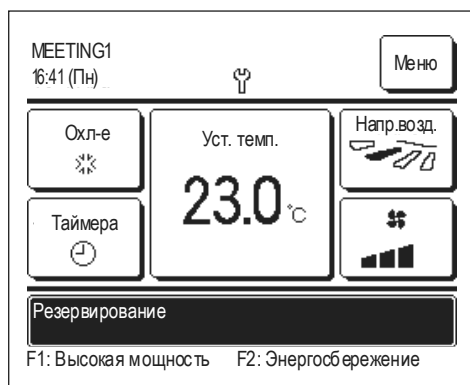 MEETING1
16:41 (Пн)
Меню
Охл-е
Уст. темп.
Напр.возд.
23.0 °C
Таймера
Резервирование
F1: Высокая мощность F2: Энергосбережение